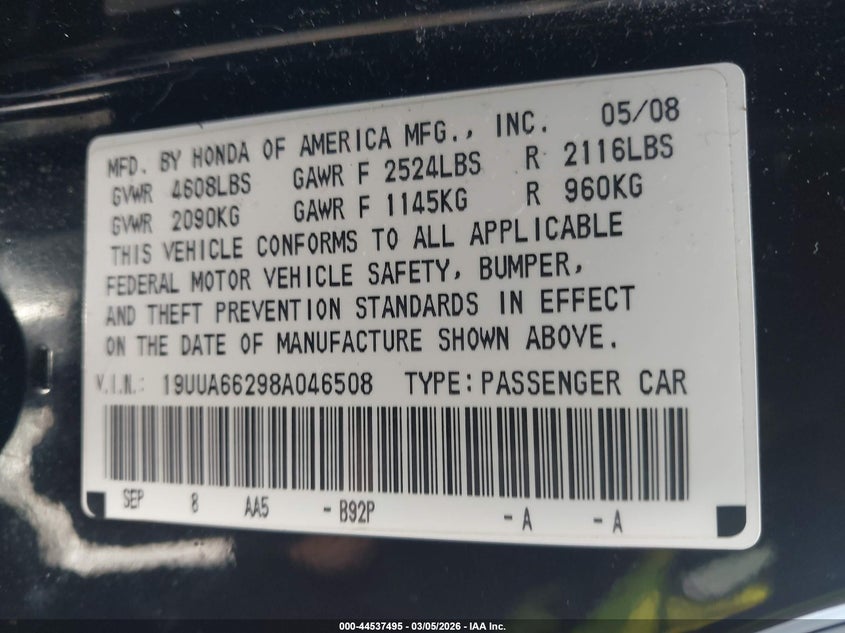 MFD. BY HONDA OF AMERICA MFG., INC. 05/08
GVWR 4608LBS GAWR F 2524LBS R 2116LBS
GVWR 2090KG GAWR F 1145KG R 960KG
THIS VEHICLE CONFORMS TO ALL APPLICABLE
FEDERAL MOTOR VEHICLE SAFETY, BUMPER,
AND THEFT PREVENTION STANDARDS IN EFFECT
ON THE DATE OF MANUFACTURE SHOWN ABOVE.
V.I.N.: 19UUA66298A046508 TYPE: PASSENGER CAR
SEP 8 AA5 - B92P - A - A
000-44537495 - 03/05/2026 - IAA Inc.